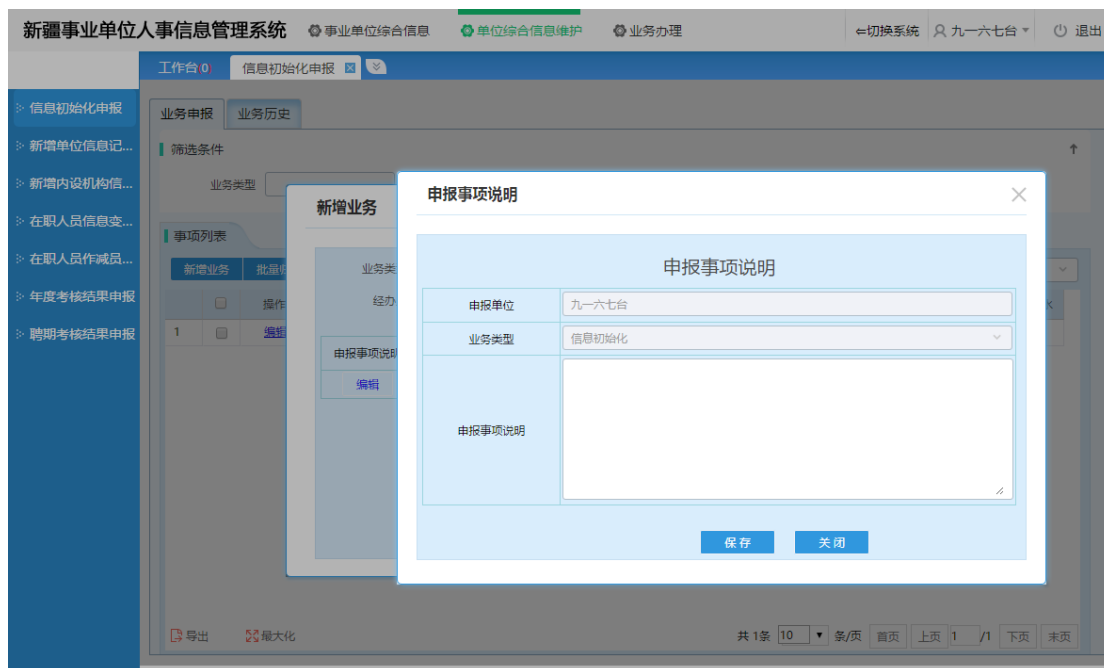 新疆事业单位人事信息管理系统 事业单位综合信息 单位综合信息维护 业务办理 ⇐切换系统 九一六七台 退出
工作台(0) 信息初始化申报
信息初始化申报
新增单位信息记...
新增内设机构信...
在职人员信息变...
在职人员作减员...
年度考核结果申报
聘期考核结果申报
业务申报 业务历史
筛选条件
业务类型
事项列表
新增业务 批量
操作
1 编辑
新增业务
业务类
经办
申报事项说明
编辑
申报事项说明
申报事项说明
申报单位 九一六七台
业务类型 信息初始化
申报事项说明
保存 关闭
导出 最大化 共 1条 10 条/页 首页 上页 1 /1 下页 末页